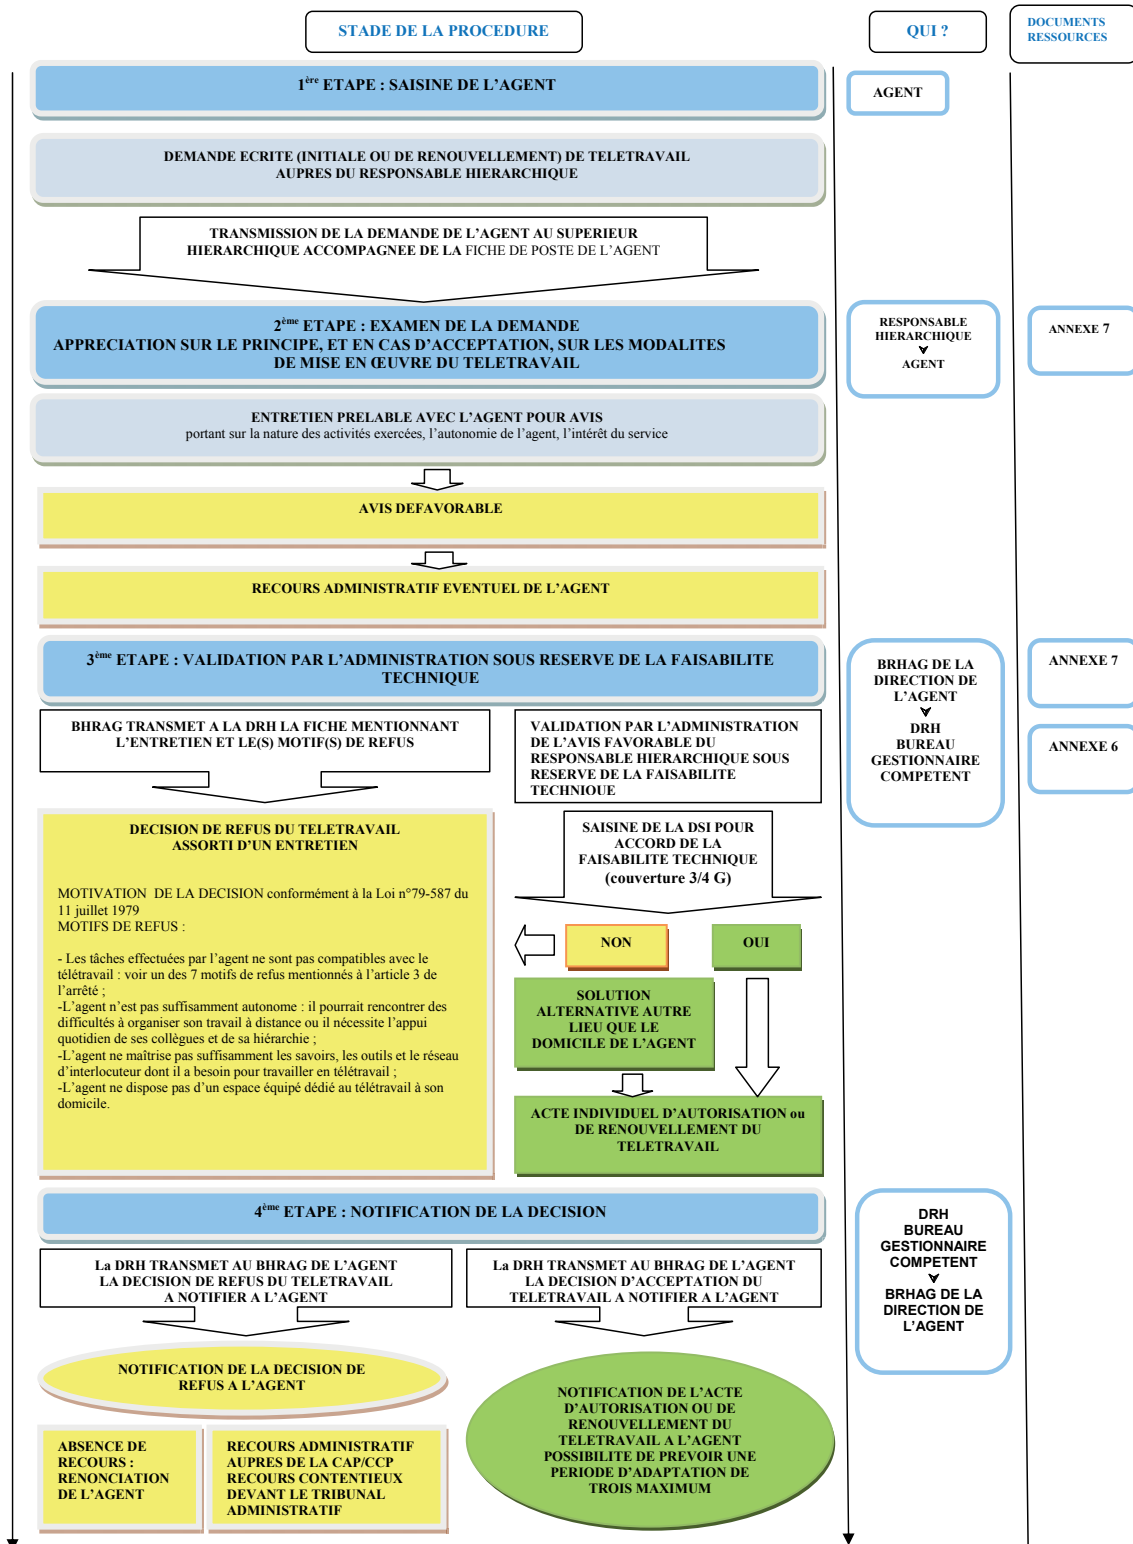 STADE DE LA PROCEDURE
QUI ?
DOCUMENTS
RESSOURCES
1ère ETAPE : SAISINE DE L'AGENT
AGENT
DEMANDE ECRITE (INITIALE OU DE RENOUVELLEMENT) DE TELETRAVAIL
AUPRES DU RESPONSABLE HIERARCHIQUE
TRANSMISSION DE LA DEMANDE DE L'AGENT AU SUPERIEUR
HIERARCHIQUE ACCOMPAGNEE DE LA FICHE DE POSTE DE L'AGENT
2ème ETAPE : EXAMEN DE LA DEMANDE
APPRECIATION SUR LE PRINCIPE, ET EN CAS D'ACCEPTATION, SUR LES MODALITES
DE MISE EN ŒUVRE DU TELETRAVAIL
RESPONSABLE
HIERARCHIQUE
AGENT
ANNEXE 7
ENTRETIEN PRELABLE AVEC L'AGENT POUR AVIS
portant sur la nature des activités exercées, l'autonomie de l'agent, l'intérêt du service
AVIS DEFAVORABLE
RECOURS ADMINISTRATIF EVENTUEL DE L'AGENT
3ème ETAPE : VALIDATION PAR L'ADMINISTRATION SOUS RESERVE DE LA FAISABILITE
TECHNIQUE
BRHAG DE LA
DIRECTION DE
L'AGENT
DRH
BUREAU
GESTIONNAIRE
COMPETENT
ANNEXE 7
ANNEXE 6
BHRAG TRANSMET A LA DRH LA FICHE MENTIONNANT
L'ENTRETIEN ET LE(S) MOTIF(S) DE REFUS
VALIDATION PAR L'ADMINISTRATION
DE L'AVIS FAVORABLE DU
RESPONSABLE HIERARCHIQUE SOUS
RESERVE DE LA FAISABILITE
TECHNIQUE
DECISION DE REFUS DU TELETRAVAIL
ASSORTI D'UN ENTRETIEN
MOTIVATION DE LA DECISION conformément à la Loi n°79-587 du
11 juillet 1979
MOTIFS DE REFUS :
- Les tâches effectuées par l'agent ne sont pas compatibles avec le
télétravail : voir un des 7 motifs de refus mentionnés à l'article 3 de
l'arrêté ;
-L'agent n'est pas suffisamment autonome : il pourrait rencontrer des
difficultés à organiser son travail à distance ou il nécessite l'appui
quotidien de ses collègues et de sa hiérarchie ;
-L'agent ne maîtrise pas suffisamment les savoirs, les outils et le réseau
d'interlocuteur dont il a besoin pour travailler en télétravail ;
-L'agent ne dispose pas d'un espace équipé dédié au télétravail à son
domicile.
SAISINE DE LA DSI POUR
ACCORD DE LA
FAISABILITE TECHNIQUE
(couverture 3/4 G)
NON
OUI
SOLUTION
ALTERNATIVE AUTRE
LIEU QUE LE
DOMICILE DE L'AGENT
ACTE INDIVIDUEL D'AUTORISATION ou
DE RENOUVELLEMENT DU
TELETRAVAIL
4ème ETAPE : NOTIFICATION DE LA DECISION
DRH
BUREAU
GESTIONNAIRE
COMPETENT
BRHAG DE LA
DIRECTION DE
L'AGENT
La DRH TRANSMET AU BHRAG DE L'AGENT
LA DECISION DE REFUS DU TELETRAVAIL
A NOTIFIER A L'AGENT
La DRH TRANSMET AU BHRAG DE L'AGENT
LA DECISION D'ACCEPTATION DU
TELETRAVAIL A NOTIFIER A L'AGENT
NOTIFICATION DE LA DECISION DE
REFUS A L'AGENT
NOTIFICATION DE L'ACTE
D'AUTORISATION OU DE
RENOUVELLEMENT DU
TELETRAVAIL A L'AGENT
POSSIBILITE DE PREVOIR UNE
PERIODE D'ADAPTATION DE
TROIS MAXIMUM
ABSENCE DE
RECOURS :
RENONCIATION
DE L'AGENT
RECOURS ADMINISTRATIF
AUPRES DE LA CAP/CCP
RECOURS CONTENTIEUX
DEVANT LE TRIBUNAL
ADMINISTRATIF